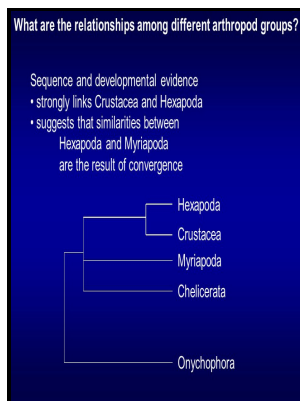 What are the relationships among different arthropod groups?
Sequence and developmental evidence
• strongly links Crustacea and Hexapoda
• suggests that similarities between
Hexapoda and Myriapoda
are the result of convergence
Hexapoda
Crustacea
Myriapoda
Chelicerata
Onychophora